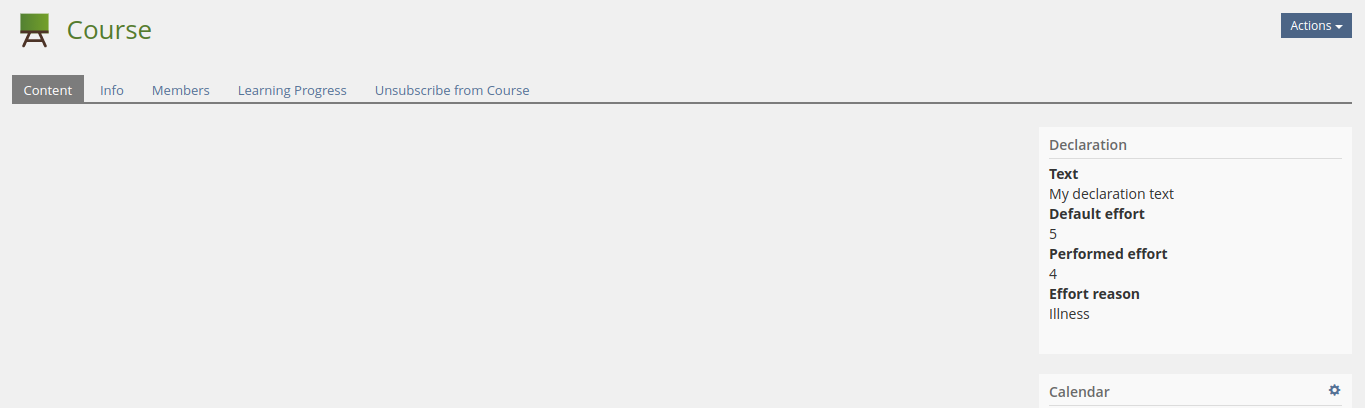 Course
Actions
Content Info Members Learning Progress Unsubscribe from Course
Declaration
Text
My declaration text
Default effort
5
Performed effort
4
Effort reason
Illness
Calendar